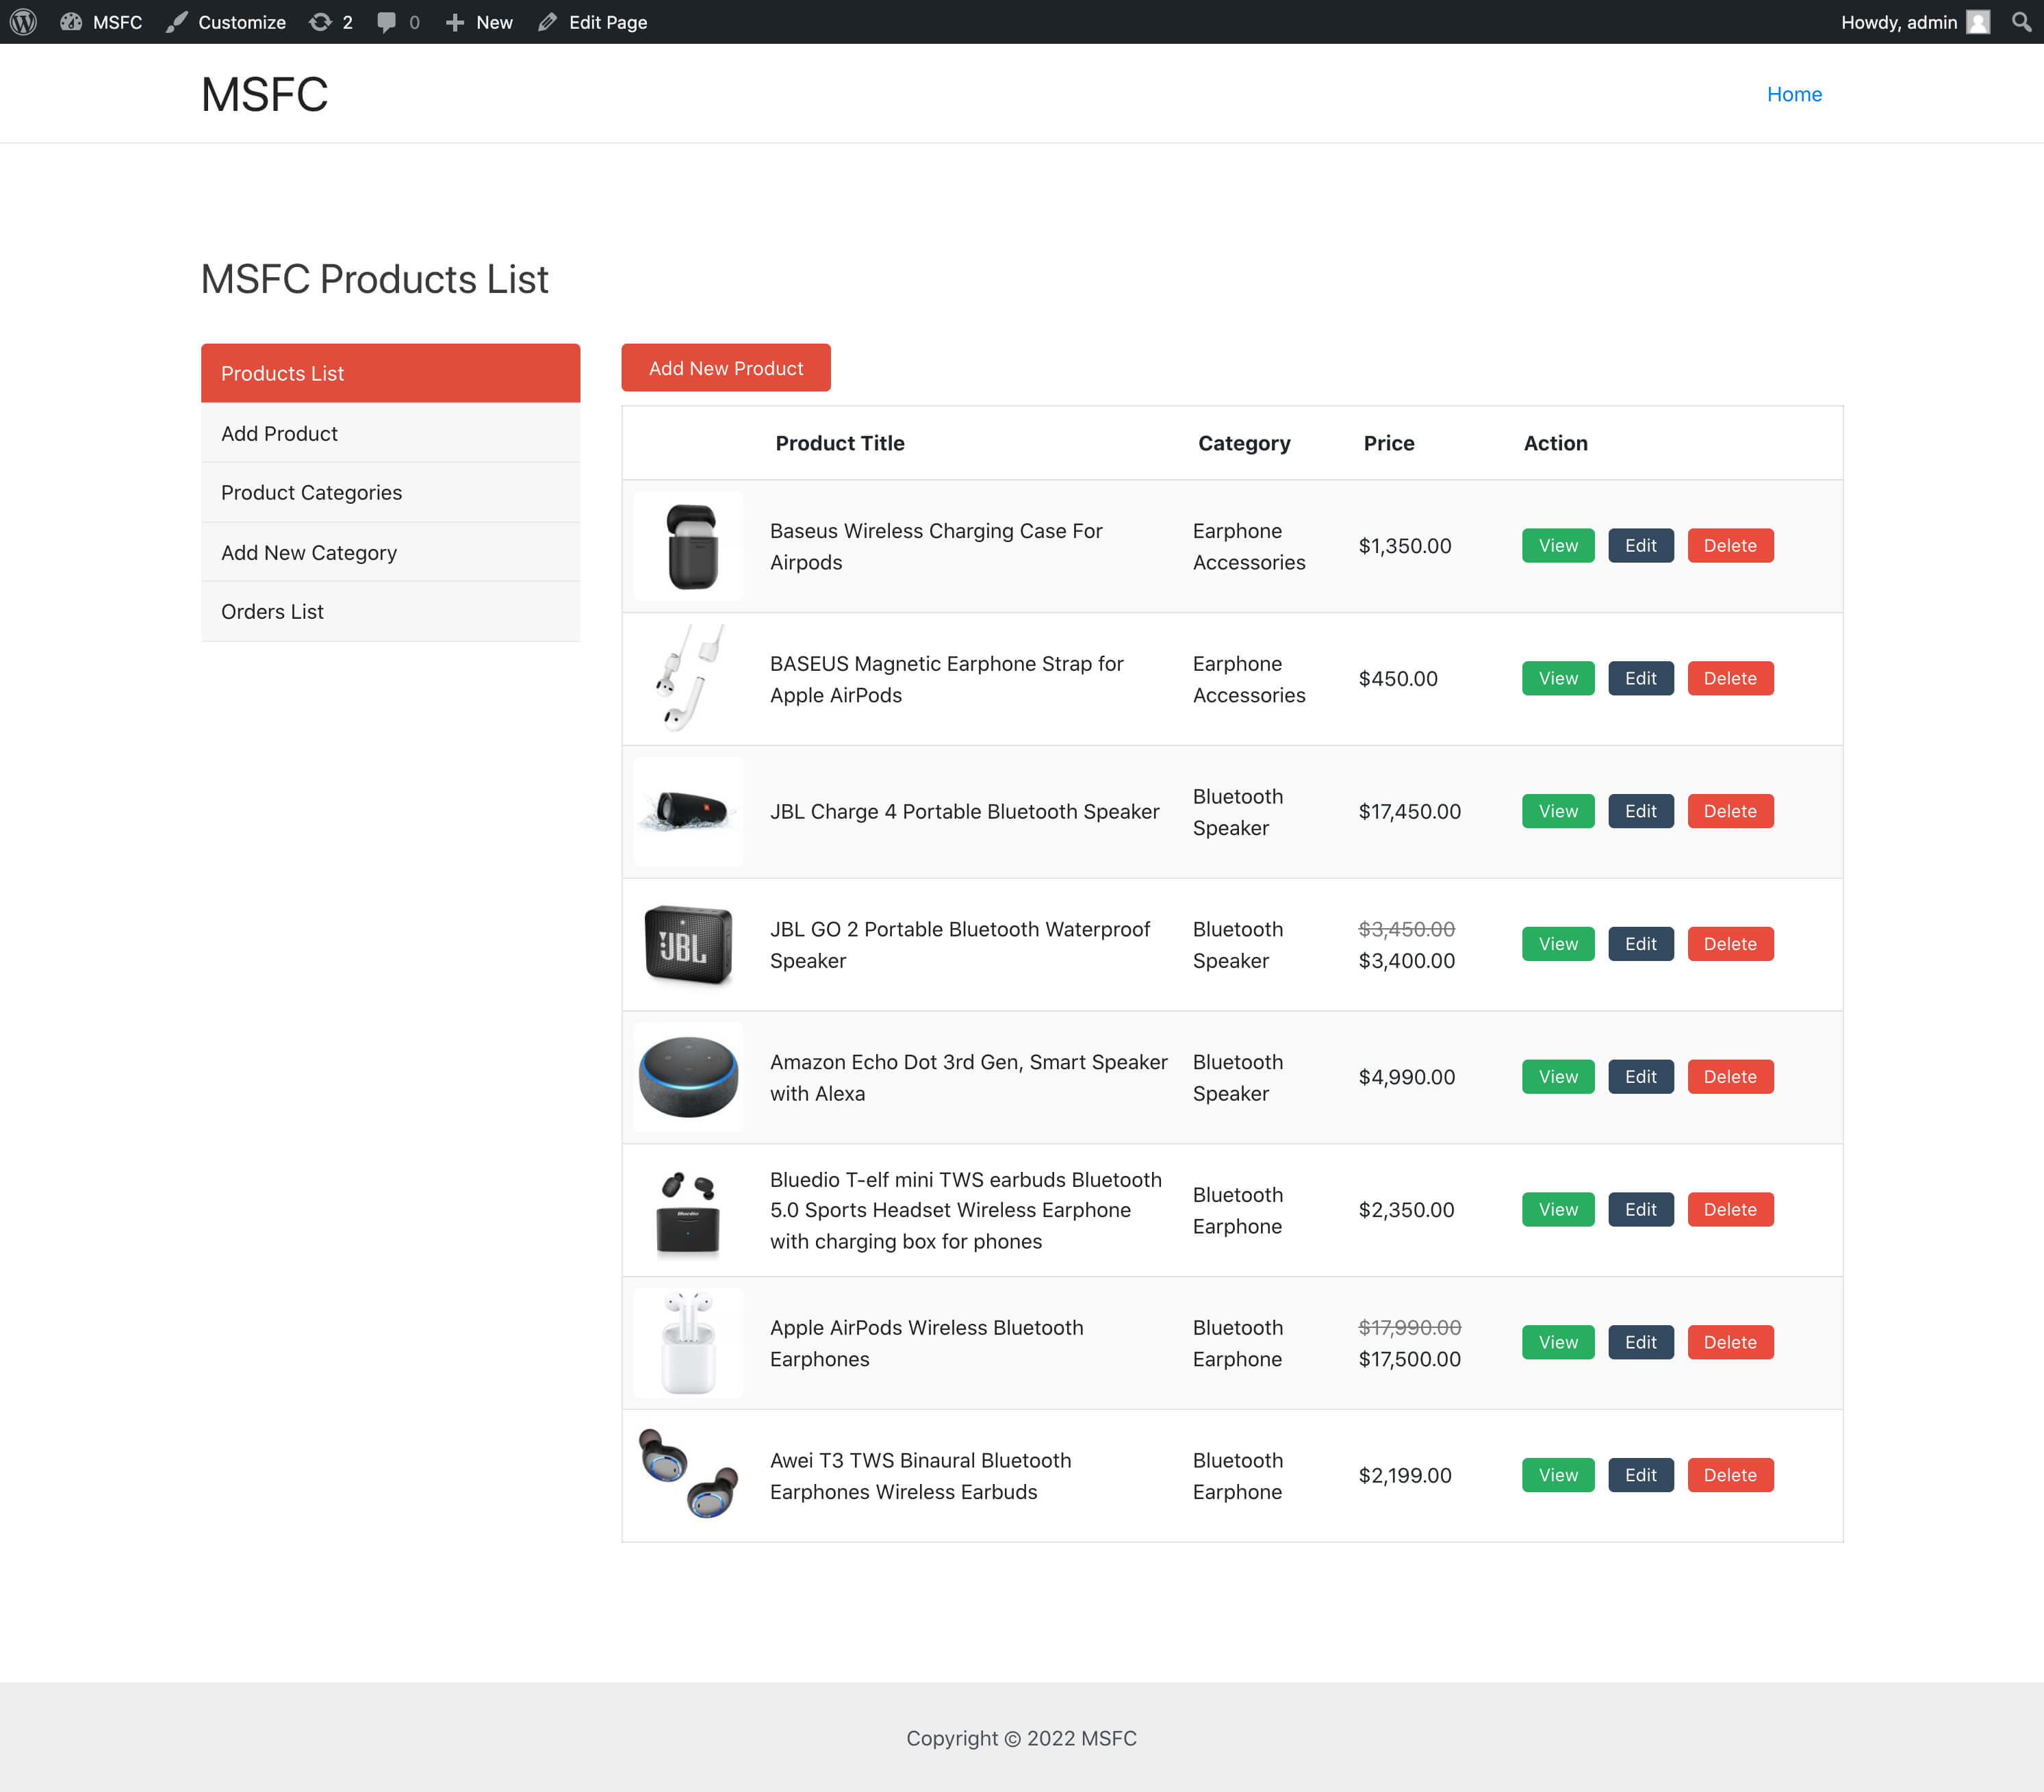 MSFC Customize 2 0 New Edit Page Howdy, admin
MSFC Home
MSFC Products List
Products List
Add Product
Product Categories
Add New Category
Orders List
Add New Product
Product Title Category Price Action
Baseus Wireless Charging Case For
Airpods
Earphone
Accessories
$1,350.00
View Edit Delete
BASEUS Magnetic Earphone Strap for
Apple AirPods
Earphone
Accessories
$450.00
View Edit Delete
JBL Charge 4 Portable Bluetooth Speaker
Bluetooth
Speaker
$17,450.00
View Edit Delete
JBL
JBL GO 2 Portable Bluetooth Waterproof
Speaker
Bluetooth
Speaker
$3,450.00
$3,400.00
View Edit Delete
Amazon Echo Dot 3rd Gen, Smart Speaker
with Alexa
Bluetooth
Speaker
$4,990.00
View Edit Delete
Bluedio
Bluedio T-elf mini TWS earbuds Bluetooth
5.0 Sports Headset Wireless Earphone
with charging box for phones
Bluetooth
Earphone
$2,350.00
View Edit Delete
Apple AirPods Wireless Bluetooth
Earphones
Bluetooth
Earphone
$17,990.00
$17,500.00
View Edit Delete
Awei T3 TWS Binaural Bluetooth
Earphones Wireless Earbuds
Bluetooth
Earphone
$2,199.00
View Edit Delete
Copyright © 2022 MSFC